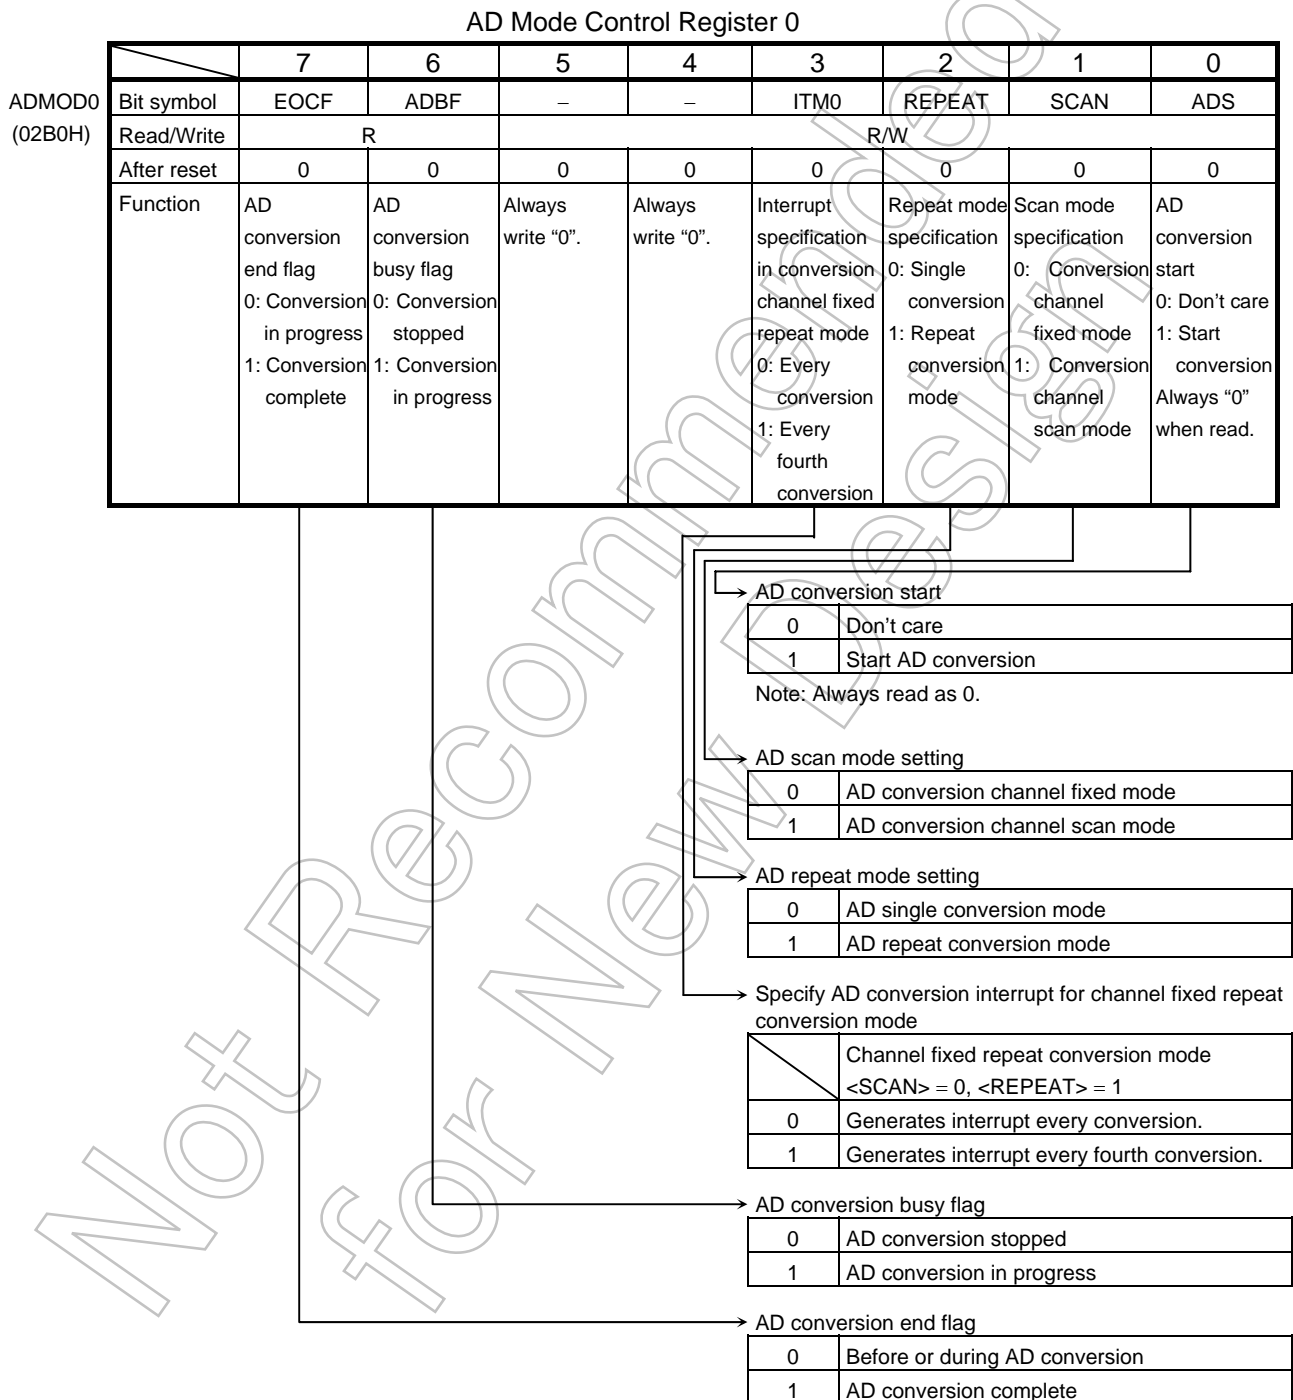 AD Mode Control Register 0
7 6 5 4 3 2 1 0
ADMOD0 Bit symbol EOCF ADBF − − ITM0 REPEAT SCAN ADS
(02B0H) Read/Write R R/W
After reset 0 0 0 0 0 0 0 0
Function
AD
conversion
end flag
0: Conversion
in progress
1: Conversion
complete
AD
conversion
busy flag
0: Conversion
stopped
1: Conversion
in progress
Always
write “0”.
Always
write “0”.
Interrupt
specification
in conversion
channel fixed
repeat mode
0: Every
conversion
1: Every
fourth
conversion
Repeat mode
specification
0: Single
conversion
1: Repeat
conversion
mode
Scan mode
specification
0: Conversion
channel
fixed mode
1: Conversion
channel
scan mode
AD
conversion
start
0: Don’t care
1: Start
conversion
Always “0”
when read.
AD conversion start
0 Don’t care
1 Start AD conversion
Note: Always read as 0.
AD scan mode setting
0 AD conversion channel fixed mode
1 AD conversion channel scan mode
AD repeat mode setting
0 AD single conversion mode
1 AD repeat conversion mode
Specify AD conversion interrupt for channel fixed repeat
conversion mode
Channel fixed repeat conversion mode
<SCAN> = 0, <REPEAT> = 1
0 Generates interrupt every conversion.
1 Generates interrupt every fourth conversion.
AD conversion busy flag
0 AD conversion stopped
1 AD conversion in progress
AD conversion end flag
0 Before or during AD conversion
1 AD conversion complete
Not Recommended
for New Design